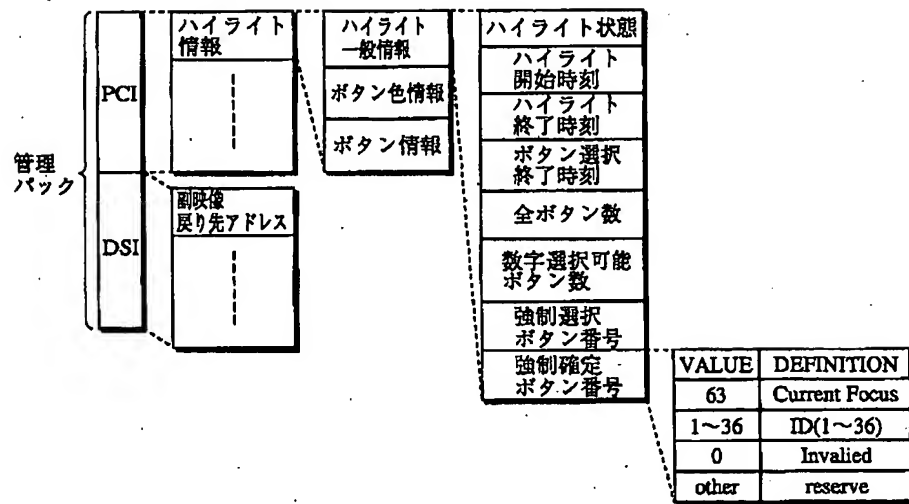 管理
パック
PCI
DSI
ハイライト
情報
副映像
戻り先アドレス
ハイライト
一般情報
ボタン色情報
ボタン情報
ハイライト状態
ハイライト
開始時刻
ハイライト
終了時刻
ボタン選択
終了時刻
全ボタン数
数字選択可能
ボタン数
強制選択
ボタン番号
強制確定
ボタン番号
VALUE DEFINITION
63 Current Focus
1~36 ID(1~36)
0 Invalied
other reserve